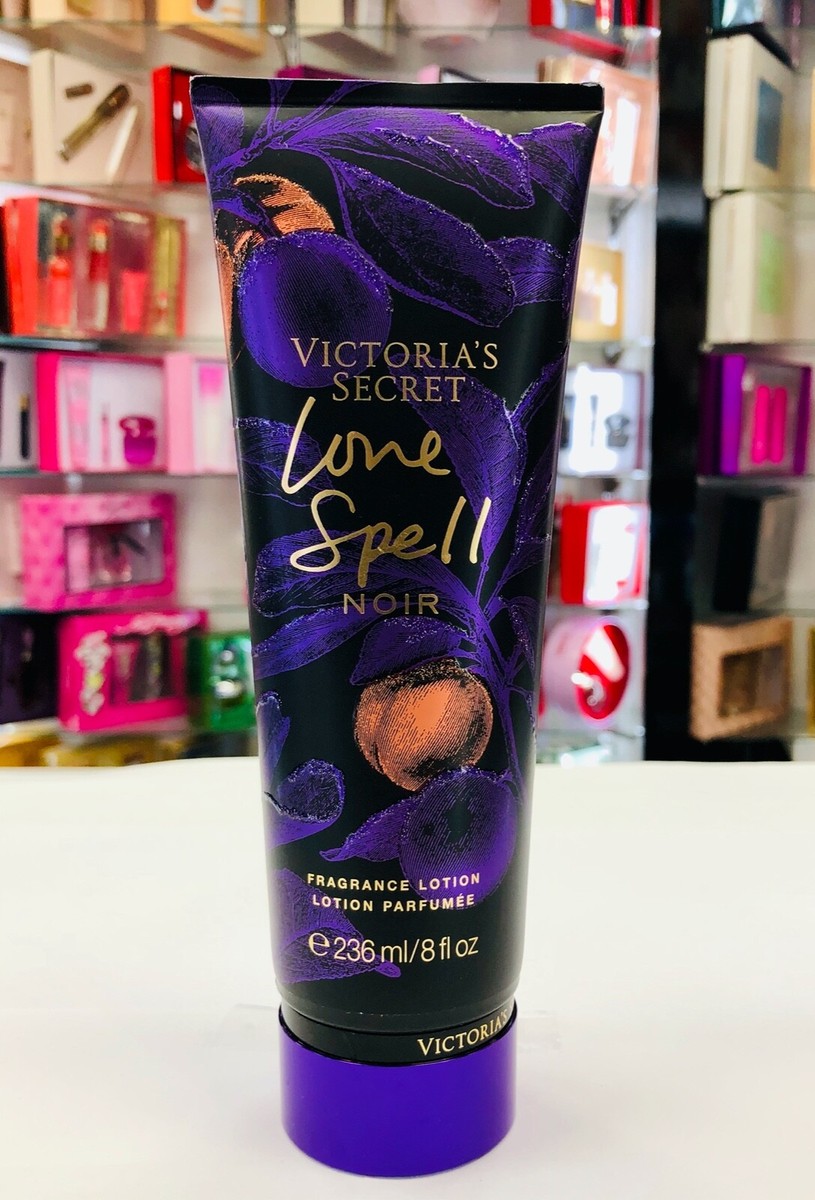 VICTORIA'S
SECRET
Love
Spell
NOIR
FRAGRANCE LOTION
LOTION PARFUMÉE
℮236 ml/8 fl oz
VICTORIA'S